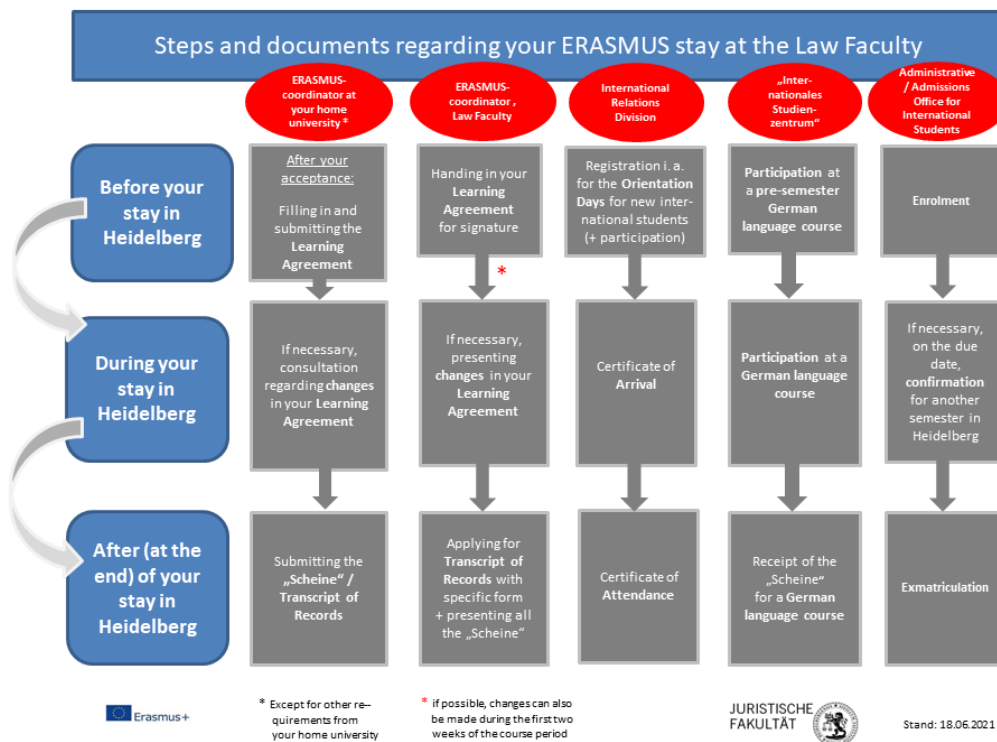 Steps and documents regarding your ERASMUS stay at the Law Faculty
ERASMUS-
coordinator at
your home
university *
ERASMUS-
coordinator ,
Law Faculty
International
Relations
Division
„Inter-
nationales
Studien-
zentrum“
Administrative
/ Admissions
Office for
International
Students
Before your
stay in
Heidelberg
After your
acceptance:
Filling in and
submitting the
Learning
Agreement
Handing in your
Learning
Agreement
for signature
*
Registration i. a.
for the Orientation
Days for new inter-
national students
(+ participation)
Participation at
a pre-semester
German
language course
Enrolment
During your
stay in
Heidelberg
If necessary,
consultation
regarding changes
in your Learning
Agreement
If necessary,
presenting
changes in your
Learning
Agreement
Certificate of
Arrival
Participation at a
German language
course
If necessary,
on the due
date,
confirmation
for another
semester in
Heidelberg
After (at the
end) of your
stay in
Heidelberg
Submitting the
„Scheine“ /
Transcript of
Records
Applying for
Transcript of
Records with
specific form
+ presenting all
the „Scheine“
Certificate of
Attendance
Receipt of the
„Scheine“
for a German
language course
Exmatriculation
Erasmus+
* Except for other re--
quirements from
your home university
* if possible, changes can also
be made during the first two
weeks of the course period
JURISTISCHE
FAKULTÄT
Stand: 18.06.2021